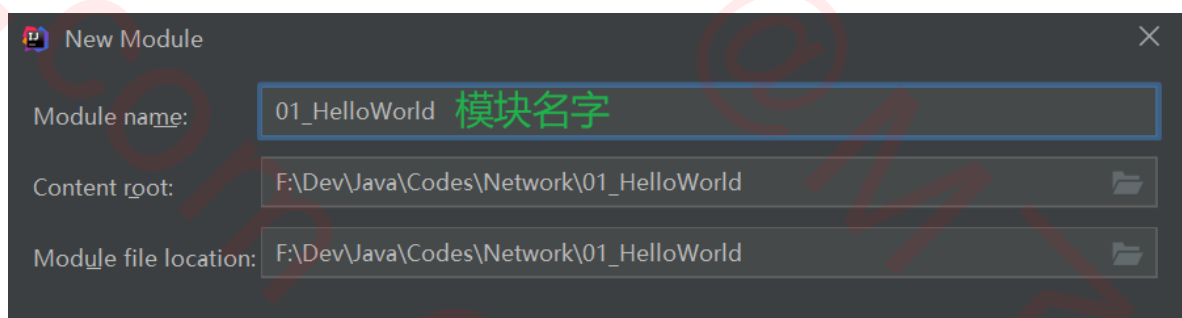 New Module
Module name: 01_HelloWorld 模块名字
Content root: F:\Dev\Java\Codes\Network\01_HelloWorld
Module file location: F:\Dev\Java\Codes\Network\01_HelloWorld